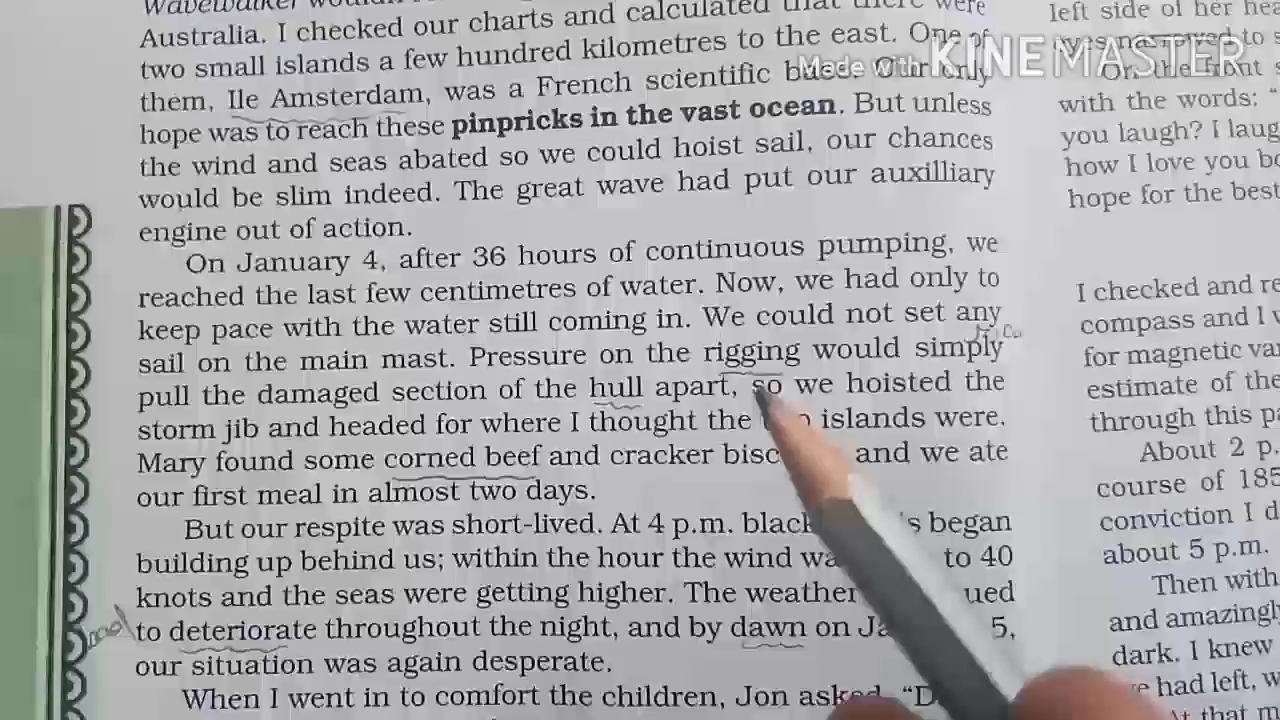 Wavewalker
Australia. I checked our charts and calculated that there were
two small islands a few hundred kilometres to the east. One of
them, Ile Amsterdam, was a French scientific only
hope was to reach these pinpricks in the vast ocean. But unless
the wind and seas abated so we could hoist sail, our chances
would be slim indeed. The great wave had put our auxilliary
engine out of action.
On January 4, after 36 hours of continuous pumping, we
reached the last few centimetres of water. Now, we had only to
keep pace with the water still coming in. We could not set any
sail on the main mast. Pressure on the rigging would simply
pull the damaged section of the hull apart, so we hoisted the
storm jib and headed for where I thought the islands were.
Mary found some corned beef and cracker and we ate
our first meal in almost two days.
But our respite was short-lived. At 4 p.m. black began
building up behind us; within the hour the wind to 40
knots and the seas were getting higher. The weather
to deteriorate throughout the night, and by dawn on 5,
our situation was again desperate.
When I went in to comfort the children, Jon asked,
left side of her
to
On the front
with the words: "
you laugh? I
how I love you
hope for the best
I checked and
compass and I
for magnetic
estimate of the
through this
About 2 p.
course of 185
conviction I
about 5 p.m.
Then with
and
dark. I knew
had left,
that
Made with KINEMASTER